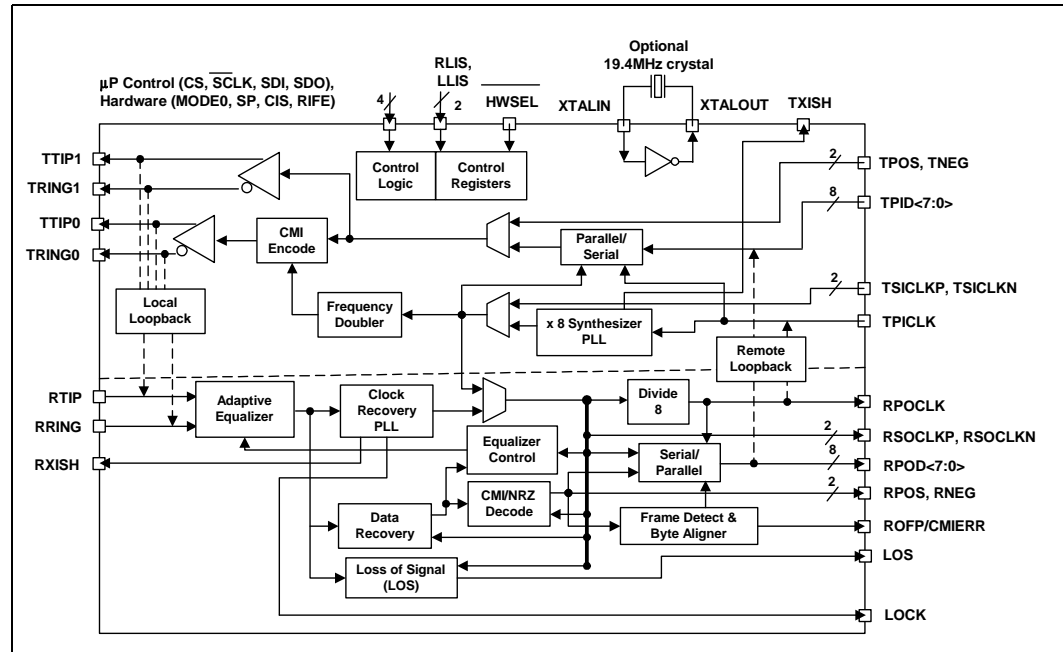 Optional
19.4MHz crystal
μP Control (CS, SCLK, SDI, SDO),
Hardware (MODE0, SP, CIS, RIFE)
RLIS,
LLIS
4
2
HWSEL
XTALIN
XTALOUT
TXISH
TTIP1
TRING1
TTIP0
TRING0
Control
Logic
Control
Registers
2
TPOS, TNEG
8
TPID<7:0>
CMI
Encode
Parallel/
Serial
Local
Loopback
Frequency
Doubler
x 8 Synthesizer
PLL
2
TSICLKP, TSICLKN
TPICLK
Remote
Loopback
RTIP
RRING
RXISH
Adaptive
Equalizer
Clock
Recovery
PLL
Divide
8
RPOCLK
Equalizer
Control
Serial/
Parallel
2
RSOCLKP, RSOCLKN
8
RPOD<7:0>
CMI/NRZ
Decode
2
RPOS, RNEG
Data
Recovery
Frame Detect &
Byte Aligner
ROFP/CMIERR
Loss of Signal
(LOS)
LOS
LOCK